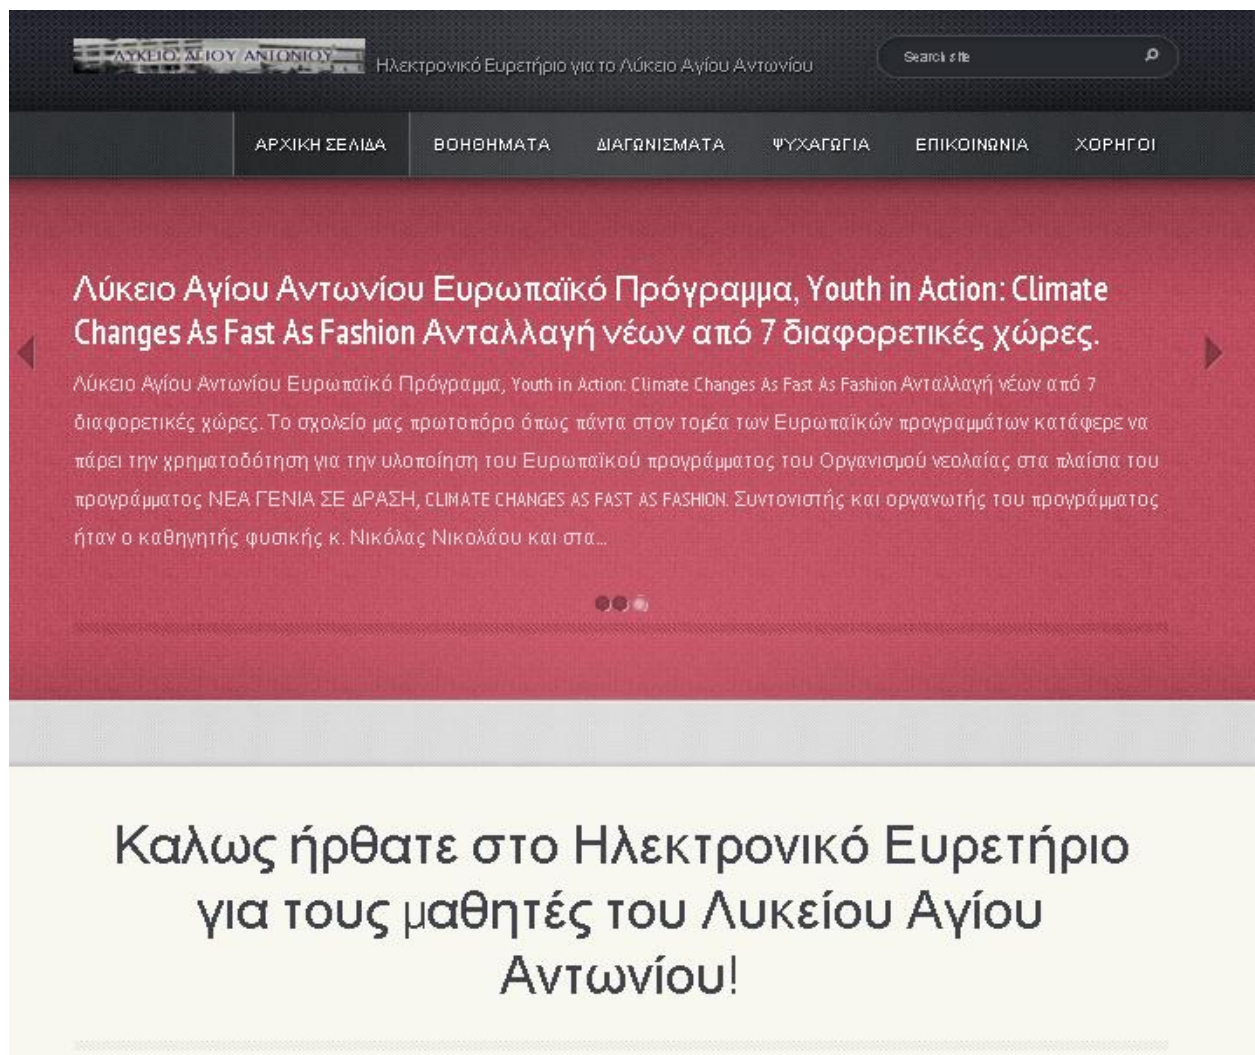 ΛΥΚΕΙΟ ΑΓΙΟΥ ΑΝΤΩΝΙΟΥ
Ηλεκτρονικό Ευρετήριο για το Λύκειο Αγίου Αντωνίου
Search site
ΑΡΧΙΚΗ ΣΕΛΙΔΑ ΒΟΗΘΗΜΑΤΑ ΔΙΑΓΩΝΙΣΜΑΤΑ ΨΥΧΑΓΩΓΙΑ ΕΠΙΚΟΙΝΩΝΙΑ ΧΟΡΗΓΟΙ
Λύκειο Αγίου Αντωνίου Ευρωπαϊκό Πρόγραμμα, Youth in Action: Climate
Changes As Fast As Fashion Ανταλλαγή νέων από 7 διαφορετικές χώρες.
Λύκειο Αγίου Αντωνίου Ευρωπαϊκό Πρόγραμμα, Youth in Action: Climate Changes As Fast As Fashion Ανταλλαγή νέων από 7
διαφορετικές χώρες. Το σχολείο μας πρωτοπόρο όπως πάντα στον τομέα των Ευρωπαϊκών προγραμμάτων κατάφερε να
πάρει την χρηματοδότηση για την υλοποίηση του Ευρωπαϊκού προγράμματος του Οργανισμού νεολαίας στα πλαίσια του
προγράμματος ΝΕΑ ΓΕΝΙΑ ΣΕ ΔΡΑΣΗ, CLIMATE CHANGES AS FAST AS FASHION. Συντονιστής και οργανωτής του προγράμματος
ήταν ο καθηγητής φυσικής κ. Νικόλας Νικολάου και στα...
Καλως ήρθατε στο Ηλεκτρονικό Ευρετήριο
για τους μαθητές του Λυκείου Αγίου
Αντωνίου!